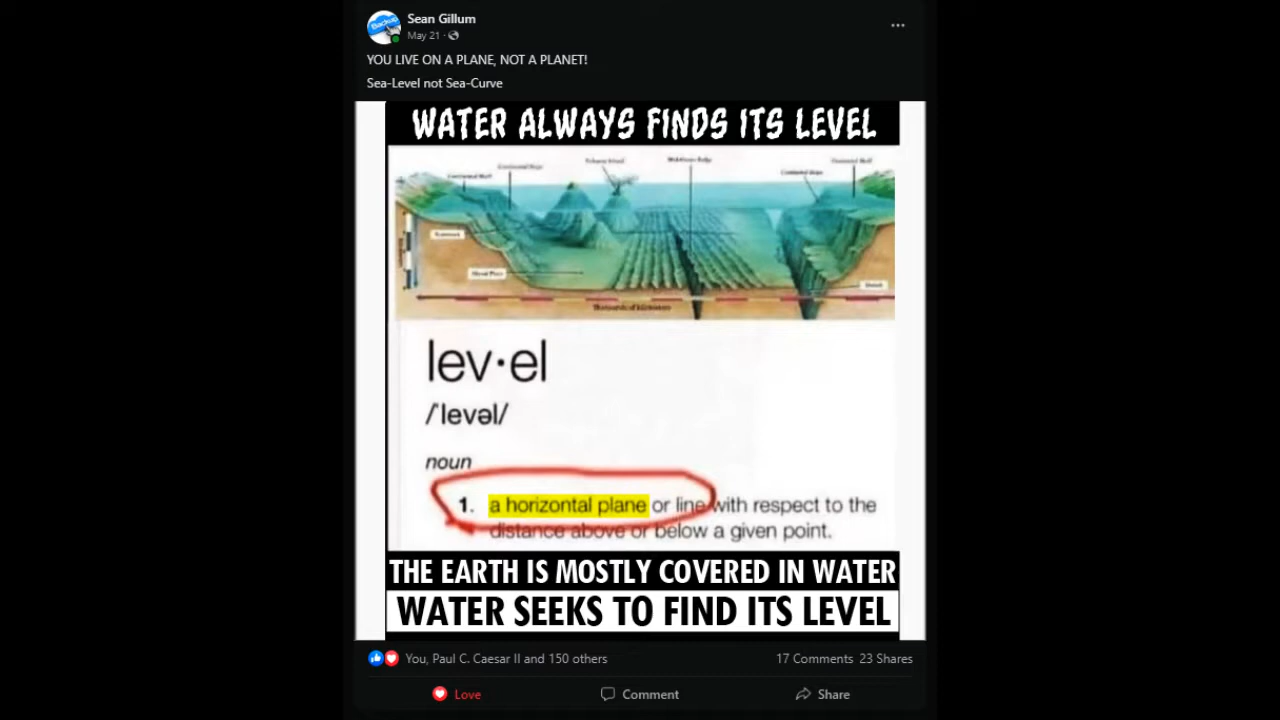 Sean Gillum
May 21
YOU LIVE ON A PLANE, NOT A PLANET!
Sea-Level not Sea-Curve
WATER ALWAYS FINDS ITS LEVEL
Thousands of kilometers
lev·el
/ˈlevəl/
noun
1. a horizontal plane or line with respect to the
distance above or below a given point.
THE EARTH IS MOSTLY COVERED IN WATER
WATER SEEKS TO FIND ITS LEVEL
You, Paul C. Caesar II and 150 others
17 Comments 23 Shares
Love
Comment
Share